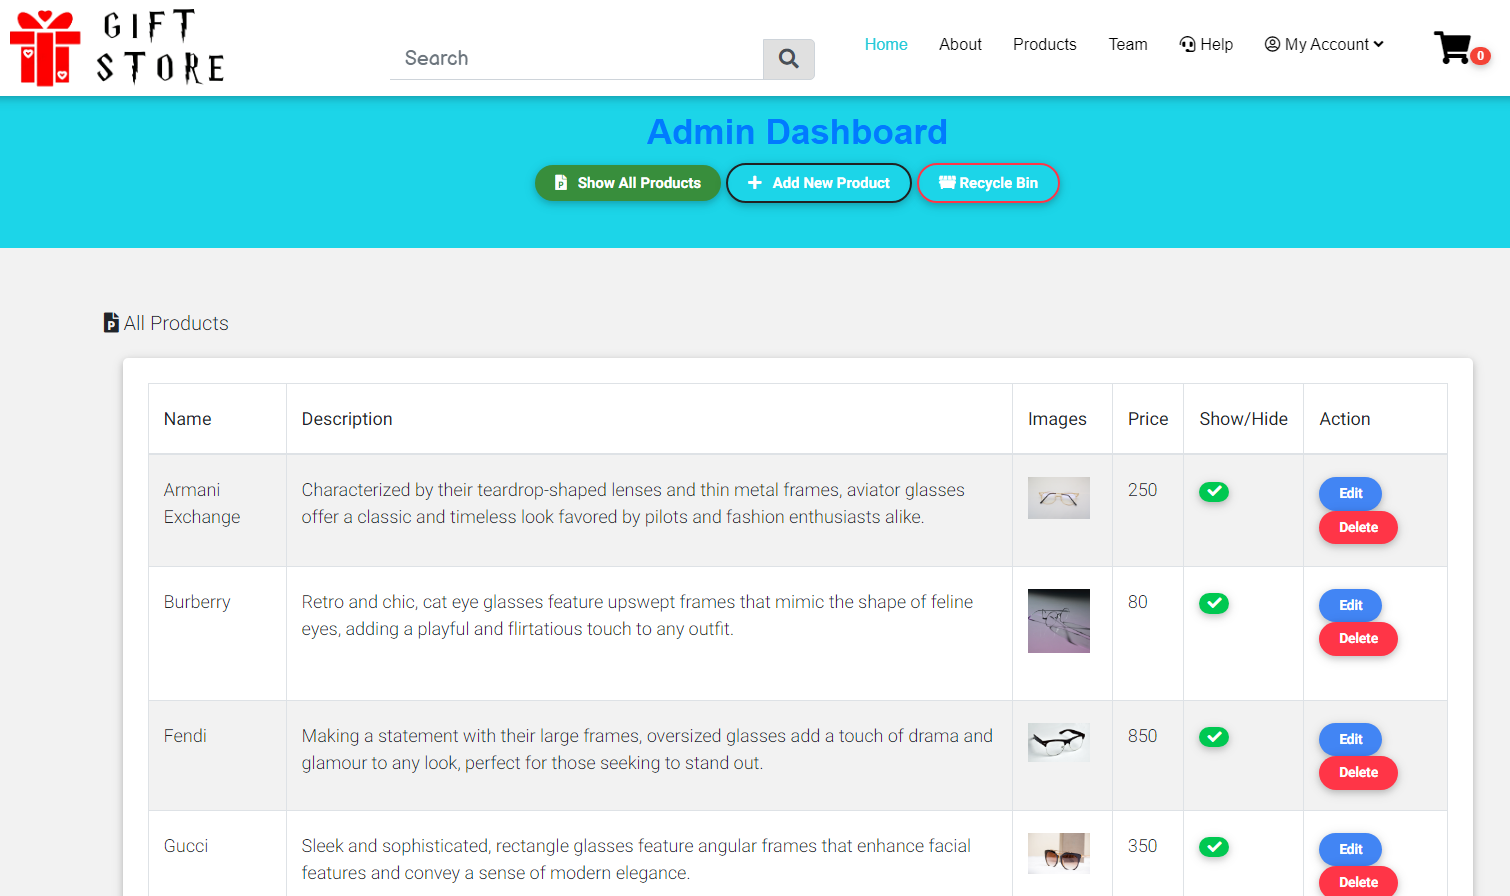 GIFT
STORE
Search
Home About Products Team Help My Account
0
Admin Dashboard
Show All Products Add New Product Recycle Bin
All Products
Name Description Images Price Show/Hide Action
Armani Exchange
Characterized by their teardrop-shaped lenses and thin metal frames, aviator glasses
offer a classic and timeless look favored by pilots and fashion enthusiasts alike.
250
Edit
Delete
Burberry
Retro and chic, cat eye glasses feature upswept frames that mimic the shape of feline
eyes, adding a playful and flirtatious touch to any outfit.
80
Edit
Delete
Fendi
Making a statement with their large frames, oversized glasses add a touch of drama and
glamour to any look, perfect for those seeking to stand out.
850
Edit
Delete
Gucci
Sleek and sophisticated, rectangle glasses feature angular frames that enhance facial
features and convey a sense of modern elegance.
350
Edit
Delete